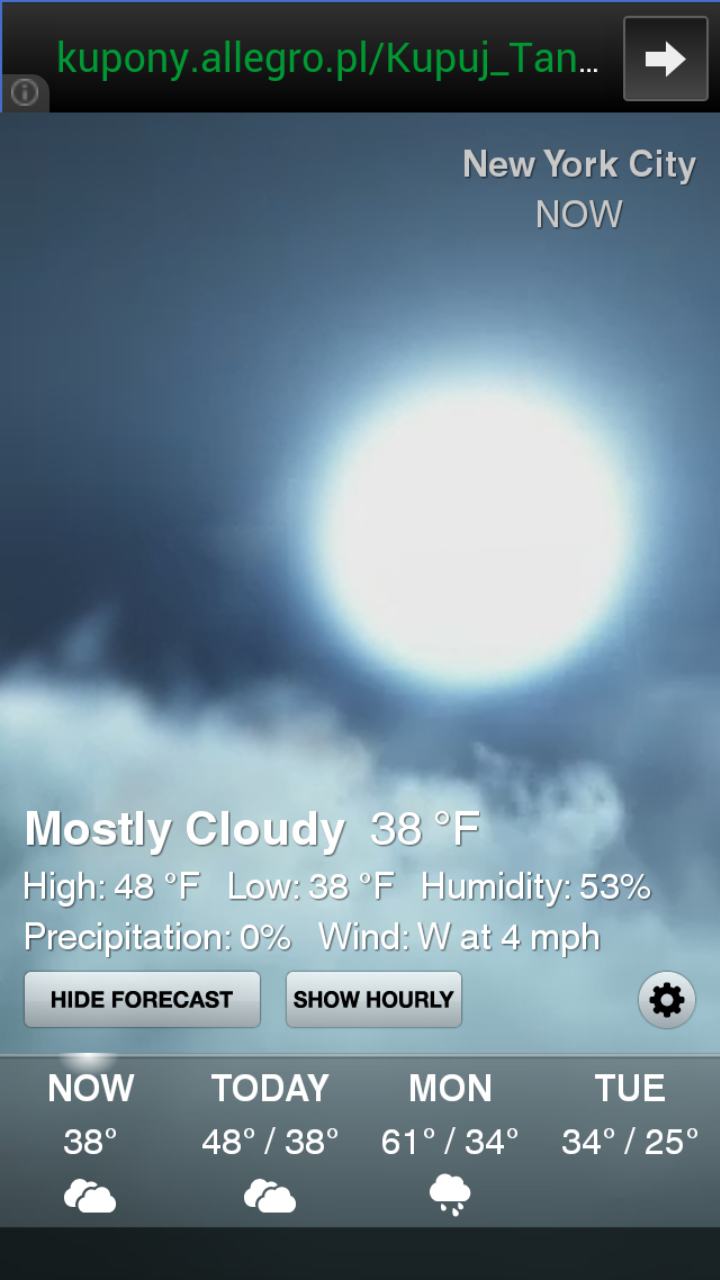 kupony.allegro.pl/Kupuj_Tan...
New York City
NOW
Mostly Cloudy 38 °F
High: 48 °F Low: 38 °F Humidity: 53%
Precipitation: 0% Wind: W at 4 mph
HIDE FORECAST SHOW HOURLY
NOW TODAY MON TUE
38° 48° / 38° 61° / 34° 34° / 25°